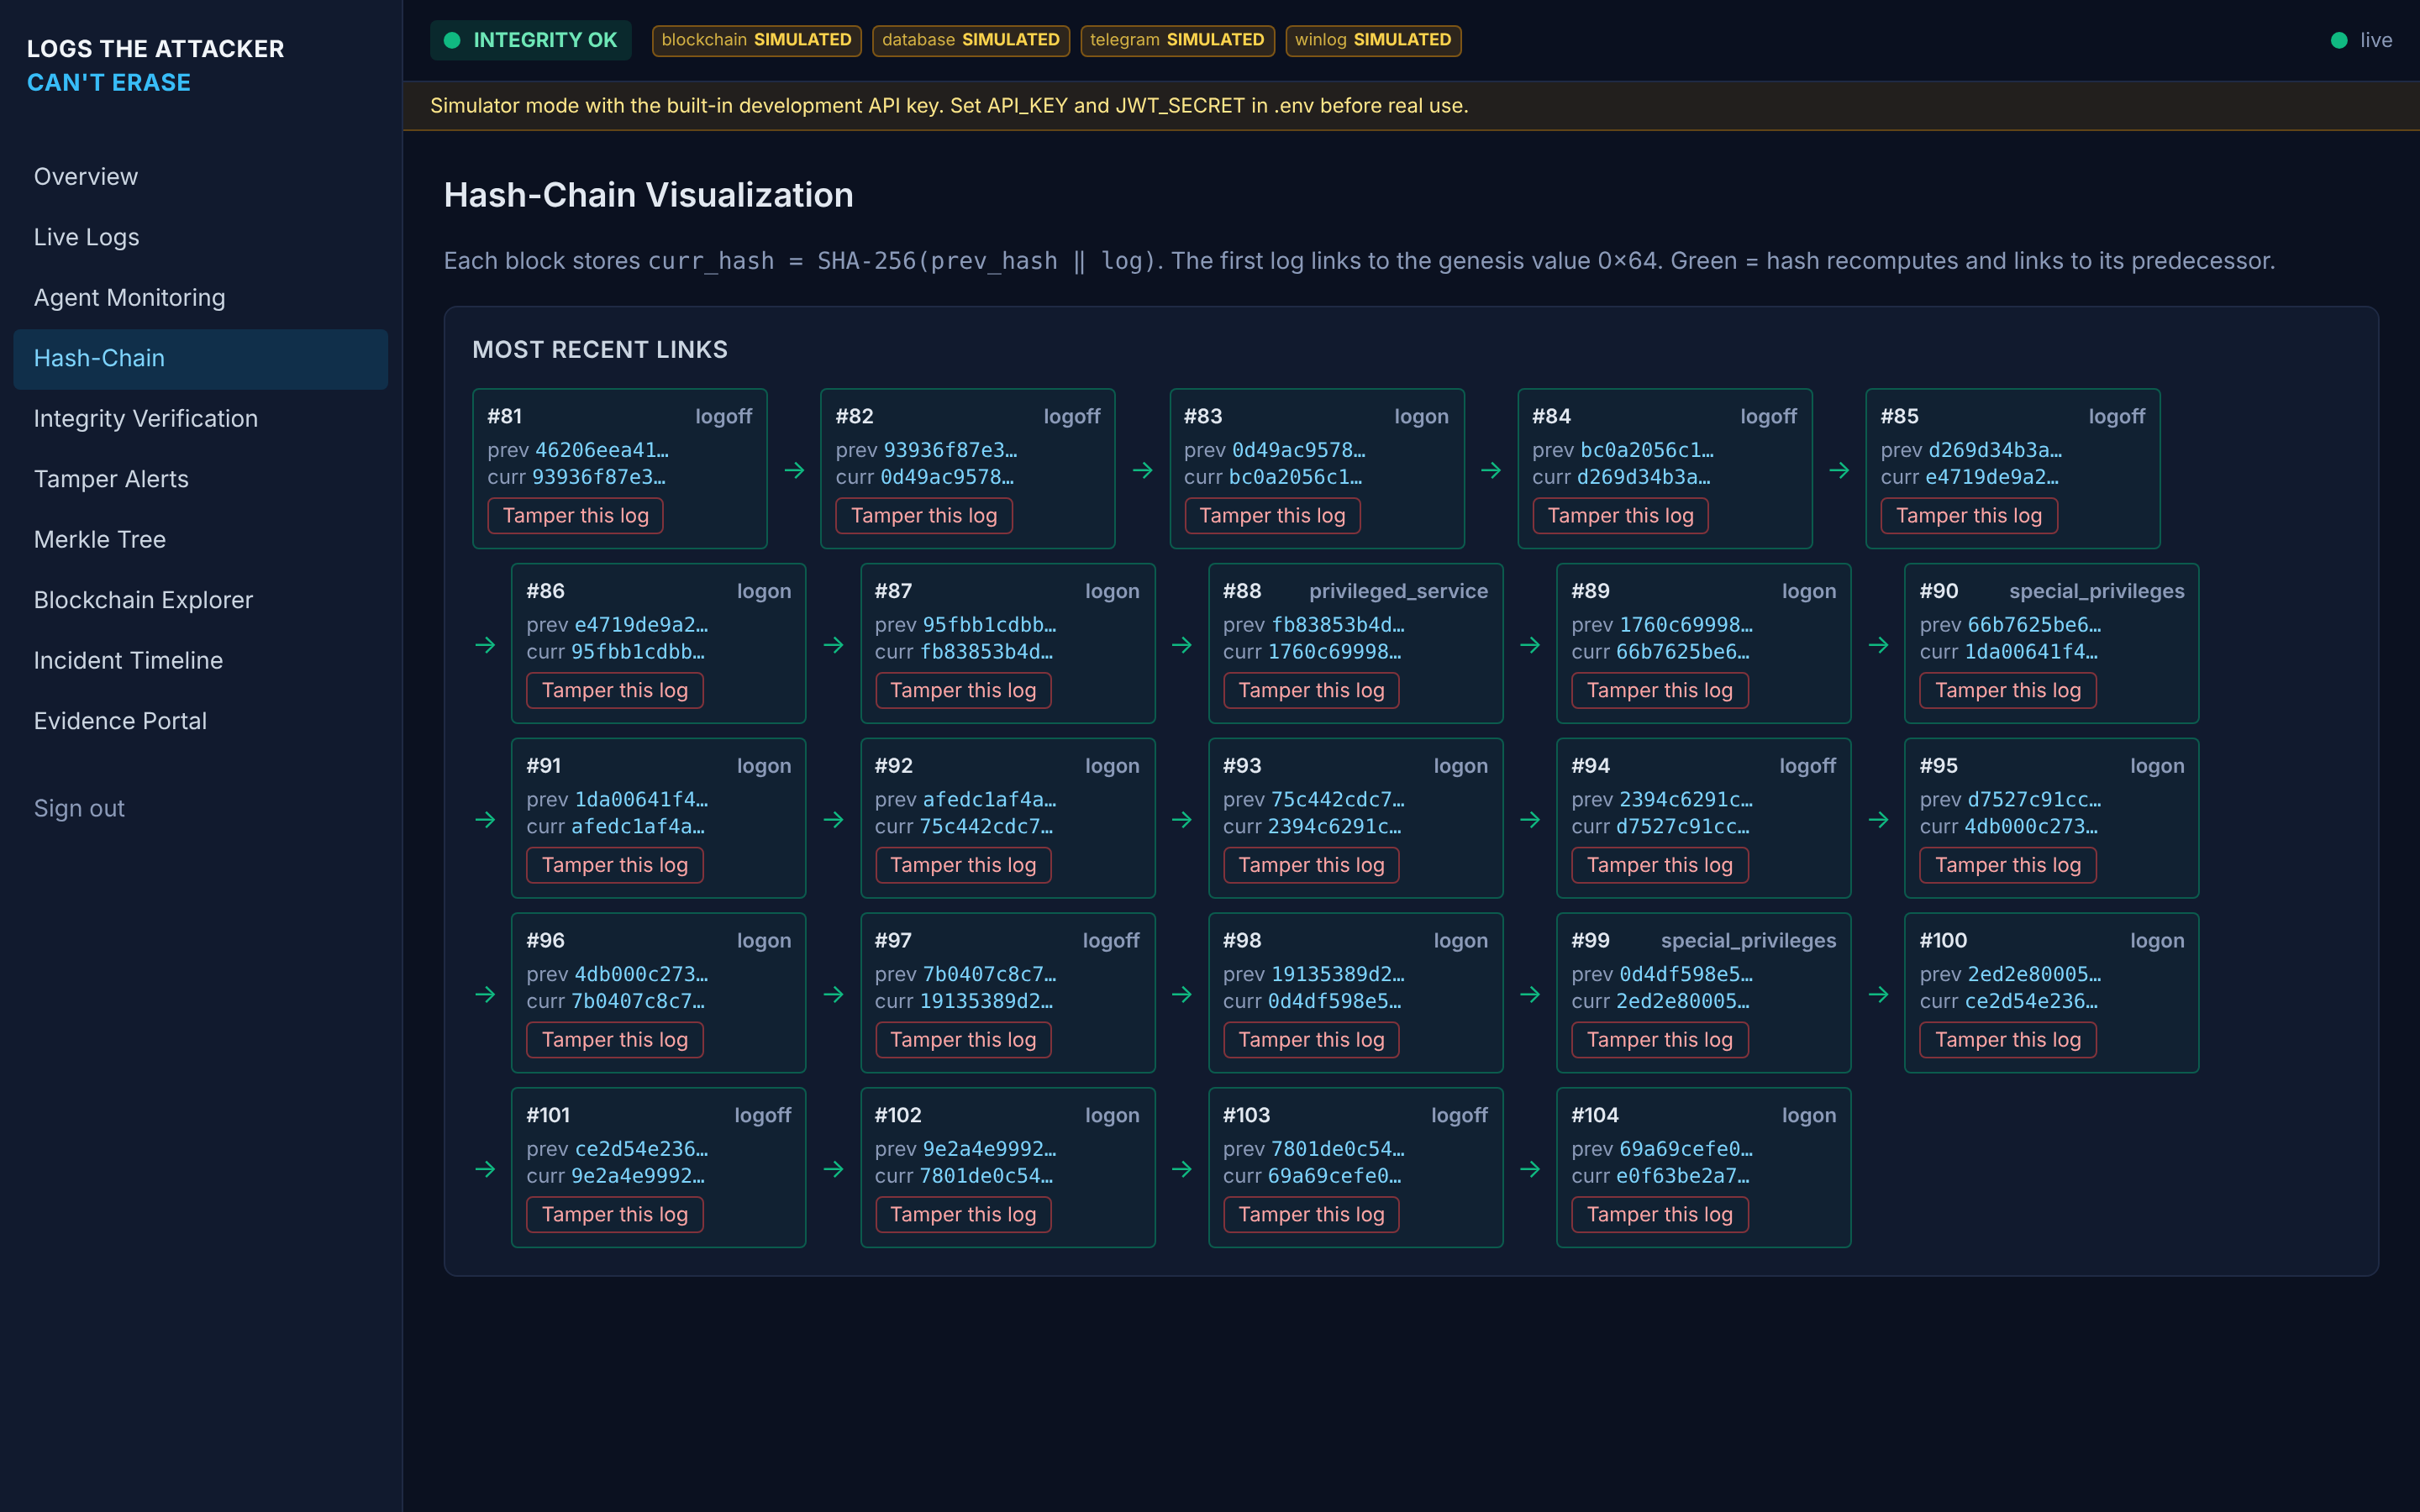 LOGS THE ATTACKER
CAN'T ERASE
Overview
Live Logs
Agent Monitoring
Hash-Chain
Integrity Verification
Tamper Alerts
Merkle Tree
Blockchain Explorer
Incident Timeline
Evidence Portal
Sign out
INTEGRITY OK blockchain SIMULATED database SIMULATED telegram SIMULATED winlog SIMULATED live
Simulator mode with the built-in development API key. Set API_KEY and JWT_SECRET in .env before real use.
Hash-Chain Visualization
Each block stores curr_hash = SHA-256(prev_hash ‖ log). The first log links to the genesis value 0×64. Green = hash recomputes and links to its predecessor.
MOST RECENT LINKS
#81 logoff
prev 46206eea41…
curr 93936f87e3…
Tamper this log
→
#82 logoff
prev 93936f87e3…
curr 0d49ac9578…
Tamper this log
→
#83 logon
prev 0d49ac9578…
curr bc0a2056c1…
Tamper this log
→
#84 logoff
prev bc0a2056c1…
curr d269d34b3a…
Tamper this log
→
#85 logoff
prev d269d34b3a…
curr e4719de9a2…
Tamper this log
→
#86 logon
prev e4719de9a2…
curr 95fbb1cdbb…
Tamper this log
→
#87 logon
prev 95fbb1cdbb…
curr fb83853b4d…
Tamper this log
→
#88 privileged_service
prev fb83853b4d…
curr 1760c69998…
Tamper this log
→
#89 logon
prev 1760c69998…
curr 66b7625be6…
Tamper this log
→
#90 special_privileges
prev 66b7625be6…
curr 1da00641f4…
Tamper this log
→
#91 logon
prev 1da00641f4…
curr afedc1af4a…
Tamper this log
→
#92 logon
prev afedc1af4a…
curr 75c442cdc7…
Tamper this log
→
#93 logon
prev 75c442cdc7…
curr 2394c6291c…
Tamper this log
→
#94 logoff
prev 2394c6291c…
curr d7527c91cc…
Tamper this log
→
#95 logon
prev d7527c91cc…
curr 4db000c273…
Tamper this log
→
#96 logon
prev 4db000c273…
curr 7b0407c8c7…
Tamper this log
→
#97 logoff
prev 7b0407c8c7…
curr 19135389d2…
Tamper this log
→
#98 logon
prev 19135389d2…
curr 0d4df598e5…
Tamper this log
→
#99 special_privileges
prev 0d4df598e5…
curr 2ed2e80005…
Tamper this log
→
#100 logon
prev 2ed2e80005…
curr ce2d54e236…
Tamper this log
→
#101 logoff
prev ce2d54e236…
curr 9e2a4e9992…
Tamper this log
→
#102 logon
prev 9e2a4e9992…
curr 7801de0c54…
Tamper this log
→
#103 logoff
prev 7801de0c54…
curr 69a69cefe0…
Tamper this log
→
#104 logon
prev 69a69cefe0…
curr e0f63be2a7…
Tamper this log